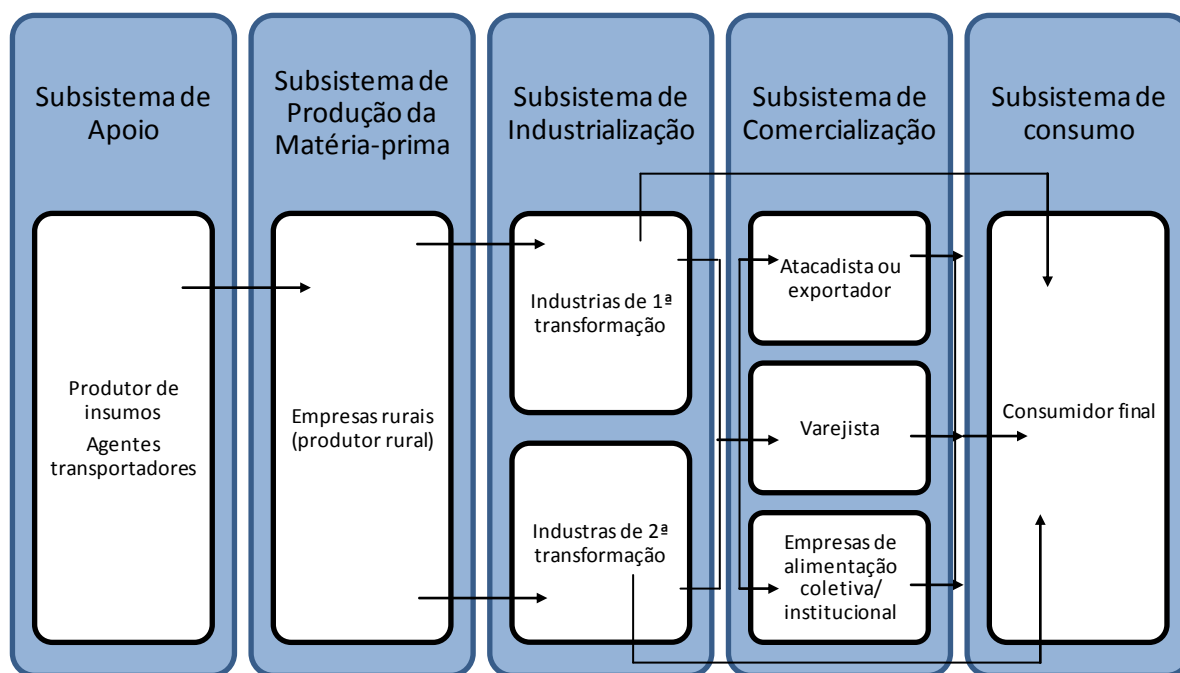 Subsistema de
Apoio
Subsistema de
Produção da
Matéria-prima
Subsistema de
Industrialização
Subsistema de
Comercialização
Subsistema de
consumo
Produtor de
insumos
Agentes
transportadores
Empresas rurais
(produtor rural)
Industrias de 1ª
transformação
Industras de 2ª
transformação
Atacadista ou
exportador
Varejista
Empresas de
alimentação
coletiva/
institucional
Consumidor final